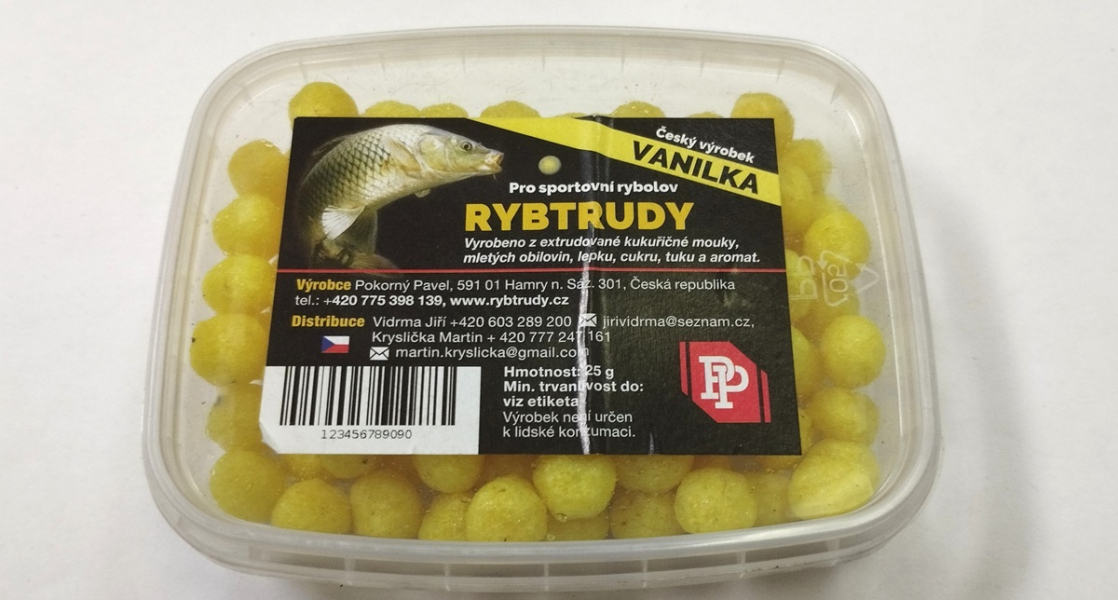 Český výrobek
VANILKA
Pro sportovní rybolov
RYBTRUDY
Vyrobeno z extrudované kukuřičné mouky,
mletých obilovin, lepku, cukru, tuku a aromat.
Výrobce Pokorný Pavel, 591 01 Hamry n. Sáz. 301, Česká republika
tel.: +420 775 398 139, www.rybtrudy.cz
Distribuce Vidrma Jiří +420 603 289 200 jirividrma@seznam.cz,
Kryslička Martin + 420 777 247 161
martin.kryslicka@gmail.com
Hmotnost: 25 g
Min. trvanlivost do:
viz etiketa
Výrobek není určen
k lidské konzumaci.
123456789090
PP